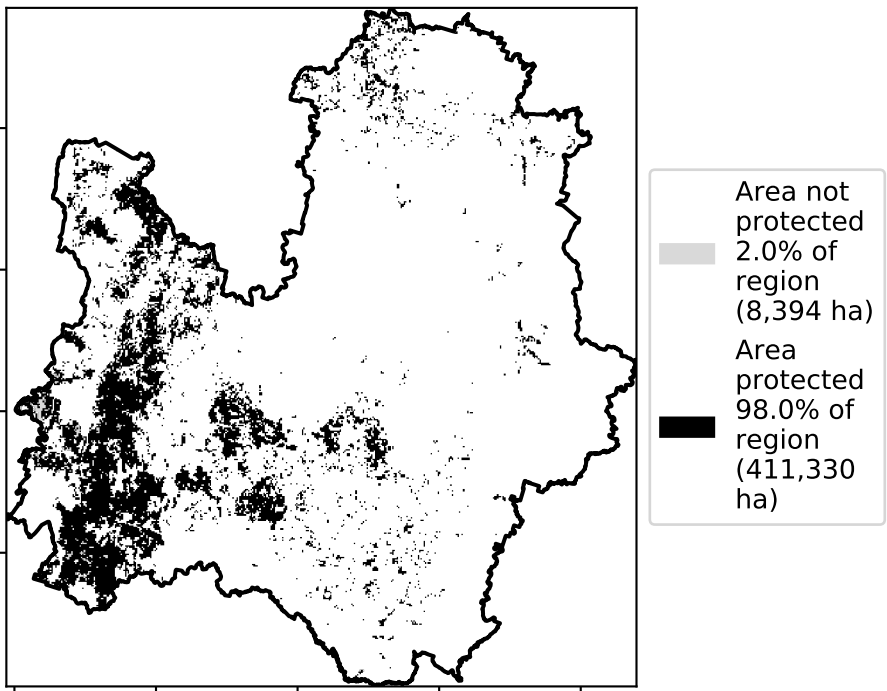 Area not
protected
2.0% of
region
(8,394 ha)
Area
protected
98.0% of
region
(411,330
ha)